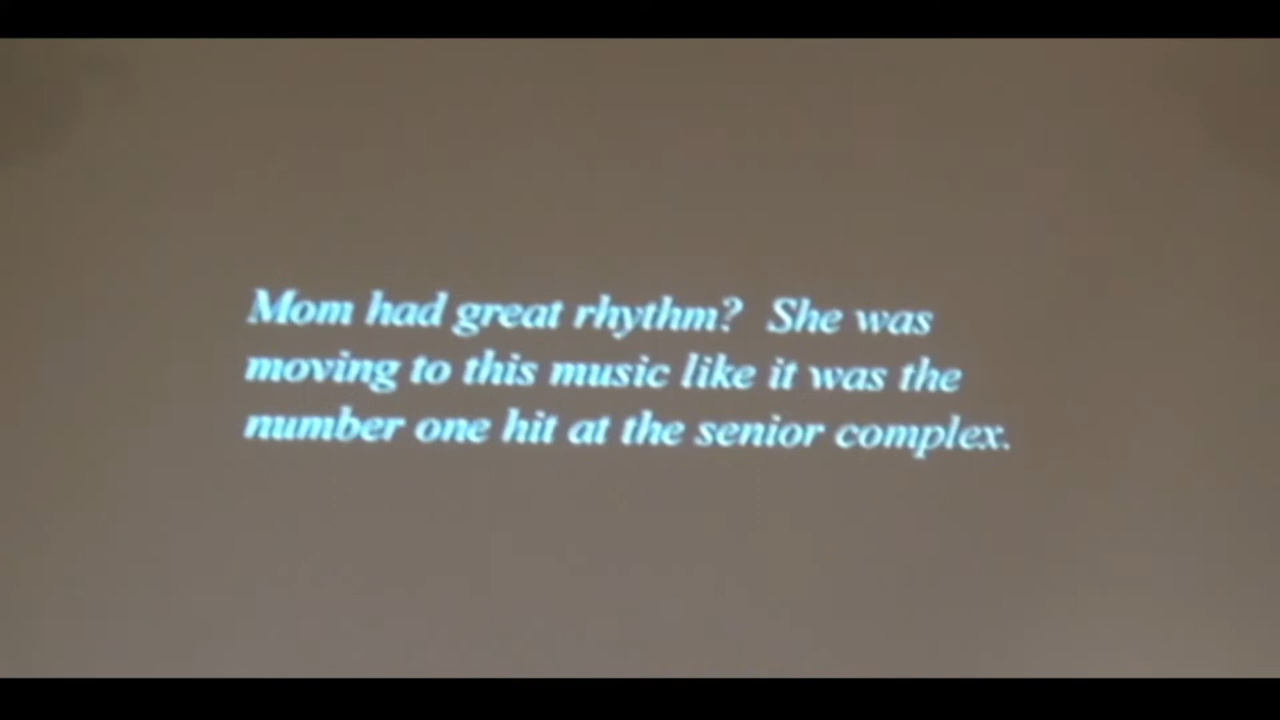 Mom had great rhythm?  She was
moving to this music like it was the
number one hit at the senior complex.